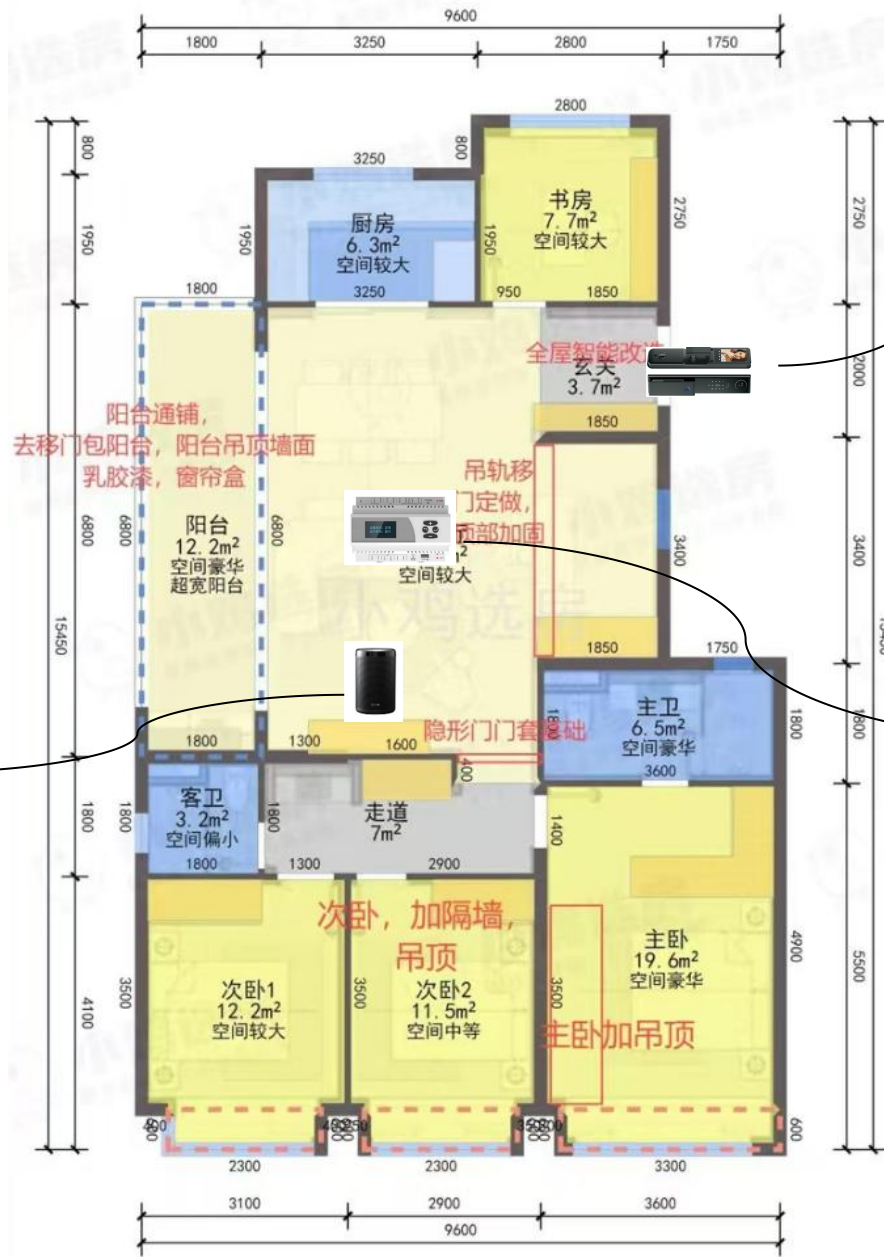 9600
1800
3250
2800
1750
2800
800
3250
800
1950
1950
1950
2750
2750
厨房
6.3m²
空间较大
书房
7.7m²
空间较大
1800
3250
950
1850
全屋智能改造
玄关
3.7m²
2000
1850
阳台通铺，
去移门包阳台，阳台吊顶墙面
乳胶漆，窗帘盒
吊轨移
门定做，
顶部加固
6800
6800
6800
阳台
12.2m²
空间豪华
超宽阳台
空间较大
3400
3400
15450
小鸡选房
1850
1750
主卫
6.5m²
空间豪华
1800
1800
1800
3600
隐形门门套基础
1800
1300
1600
400
客卫
3.2m²
空间偏小
1800
1800
1800
1800
走道
7m²
1300
2900
1400
次卧，加隔墙，
吊顶
次卧1
12.2m²
空间较大
3500
4100
次卧2
11.5m²
空间中等
3500
主卧
19.6m²
空间豪华
3500
4900
5500
主卧加吊顶
600
2300
2300
3300
3100
2900
3600
9600